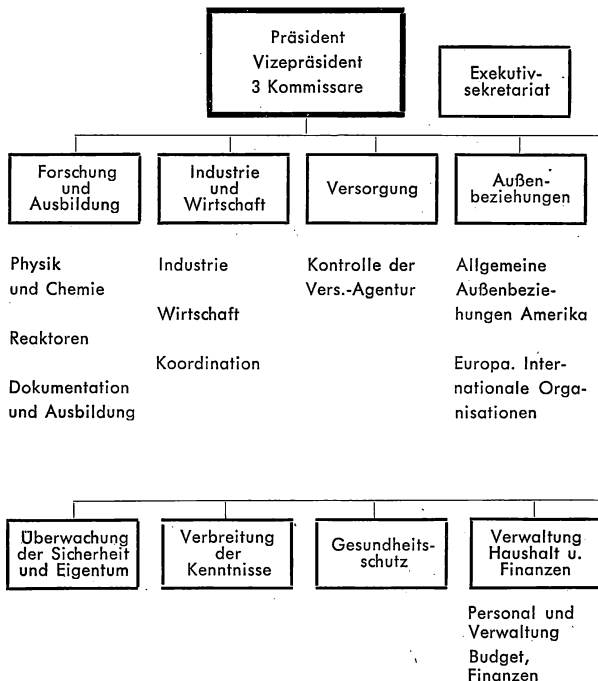 Präsident
Vizepräsident
3 Kommissare
Exekutiv-
sekretariat
Forschung
und
Ausbildung
Industrie
und
Wirtschaft
Versorgung
Außen-
beziehungen
Physik
und Chemie
Reaktoren
Dokumentation
und Ausbildung
Industrie
Wirtschaft
Koordination
Kontrolle der
Vers.-Agentur
Allgemeine
Außenbezie-
hungen Amerika
Europa. Inter-
nationale Orga-
nisationen
Überwachung
der Sicherheit
und Eigentum
Verbreitung
der
Kenntnisse
Gesundheits-
schutz
Verwaltung
Haushalt u.
Finanzen
Personal und
Verwaltung
Budget,
Finanzen